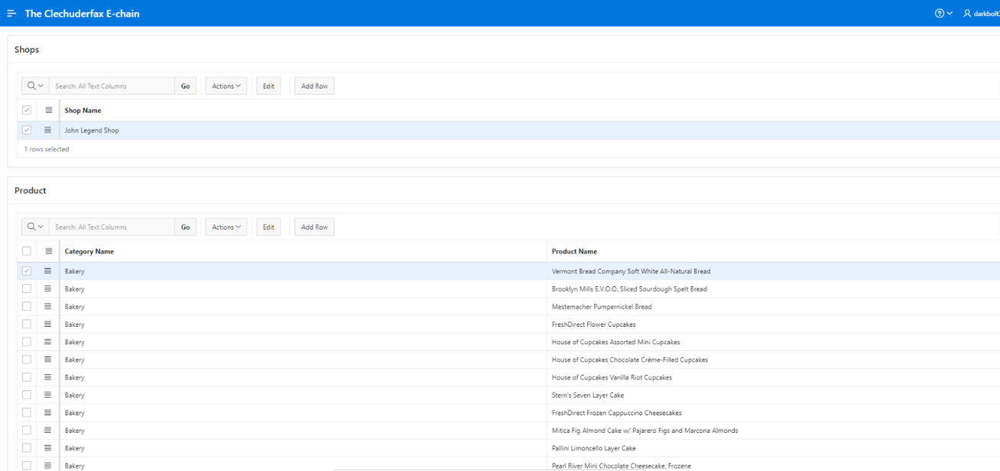 The Clechuderfax E-chain
Shops
Search: All Text Columns Go Actions Edit Add Row
Shop Name
John Legend Shop
1 rows selected
Product
Search: All Text Columns Go Actions Edit Add Row
Category Name Product Name
Bakery Vermont Bread Company Soft White All-Natural Bread
Bakery Brooklyn Mills E.V.O.O. Sliced Sourdough Spelt Bread
Bakery Mestemacher Pumpernickel Bread
Bakery FreshDirect Flower Cupcakes
Bakery House of Cupcakes Assorted Mini Cupcakes
Bakery House of Cupcakes Chocolate Crème-Filled Cupcakes
Bakery House of Cupcakes Vanilla Riot Cupcakes
Bakery Stern's Seven Layer Cake
Bakery FreshDirect Frozen Cappuccino Cheesecakes
Bakery Mitica Fig Almond Cake w/ Pajarero Figs and Marcona Almonds
Bakery Pallini Limoncello Layer Cake
Bakery Pearl River Mini Chocolate Cheesecake, Frozene